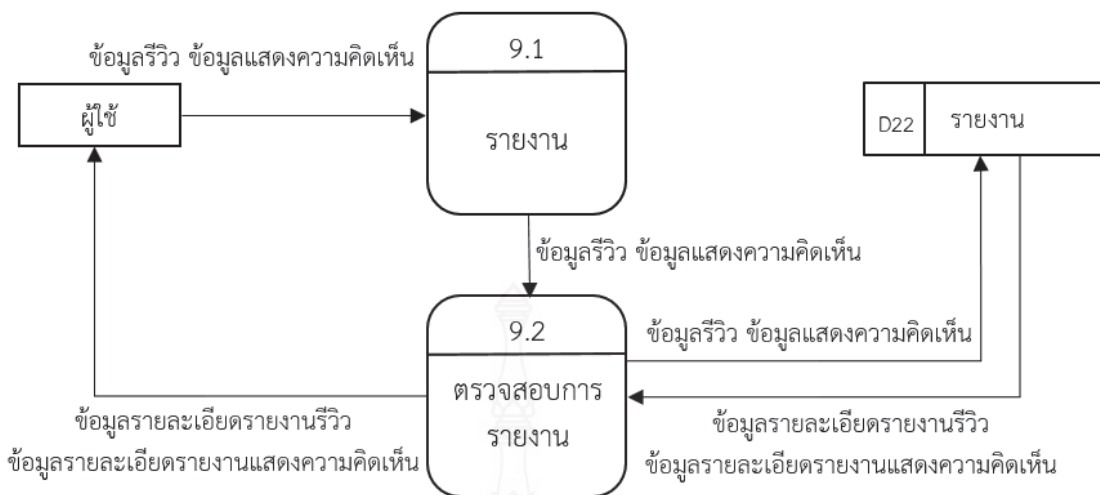 9.1
ข้อมูลรีวิว ข้อมูลแสดงความคิดเห็น
ผู้ใช้
รายงาน
D22
รายงาน
ข้อมูลรีวิว ข้อมูลแสดงความคิดเห็น
9.2
ข้อมูลรีวิว ข้อมูลแสดงความคิดเห็น
ตรวจสอบการ
รายงาน
ข้อมูลรายละเอียดรายงานรีวิว
ข้อมูลรายละเอียดรายงานแสดงความคิดเห็น
ข้อมูลรายละเอียดรายงานรีวิว
ข้อมูลรายละเอียดรายงานแสดงความคิดเห็น